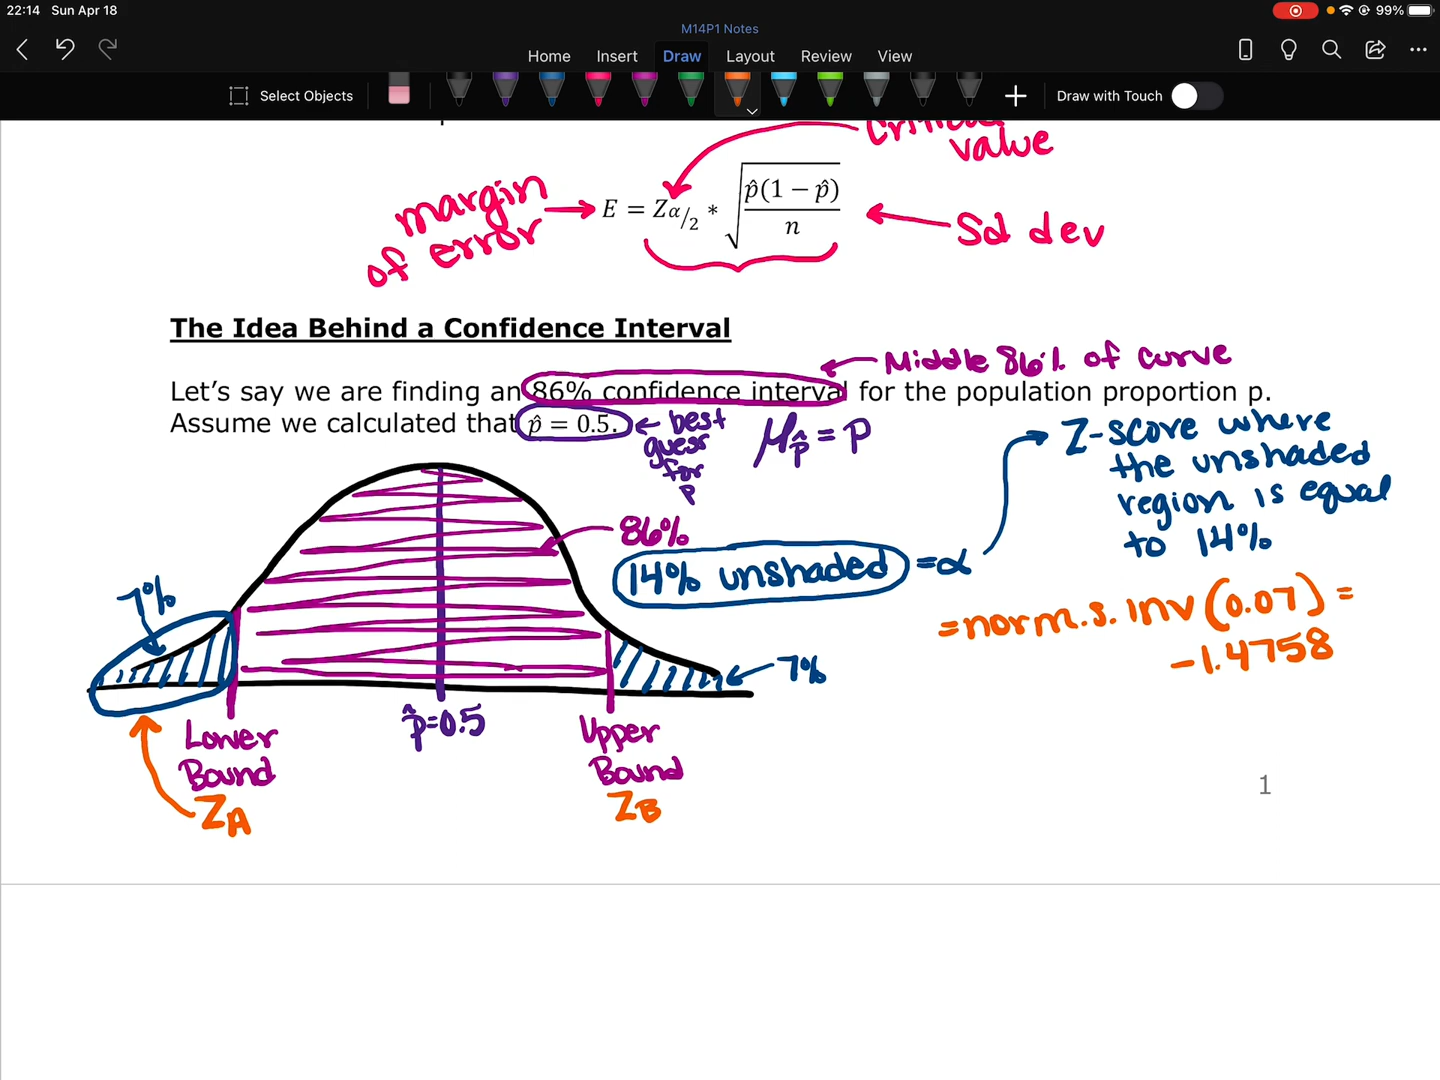 22:14 Sun Apr 18
99%
M14P1 Notes
Home Insert Draw Layout Review View
Select Objects
Draw with Touch
value
margin of error
E = Zα/2 * √(p̂(1 − p̂)/n)
Sd dev
The Idea Behind a Confidence Interval
Middle 86% of curve
Let’s say we are finding an 86% confidence interval for the population proportion p.
Assume we calculated that p̂ = 0.5.
best
guess
for
p
μp̂ = p
Z-score where
the unshaded
region is equal
to 14%
86%
14% unshaded = α
7%
=norm.s.inv(0.07) =
-1.4758
7%
p̂=0.5
Lower
Bound
ZA
Upper
Bound
ZB
1